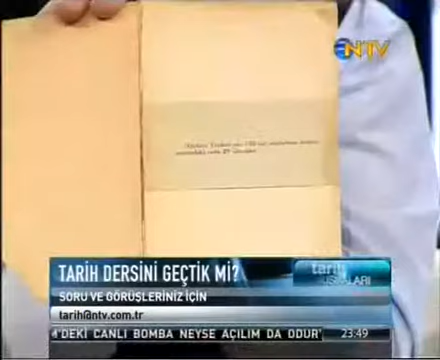 NTV
TARİH DERSİNİ GEÇTİK Mİ?
tarih
SORU VE GÖRÜŞLERİNİZ İÇİN
tarih@ntv.com.tr
4'DEKİ CANLI BOMBA NEYSE AÇILIM DA ODUR'
23:49